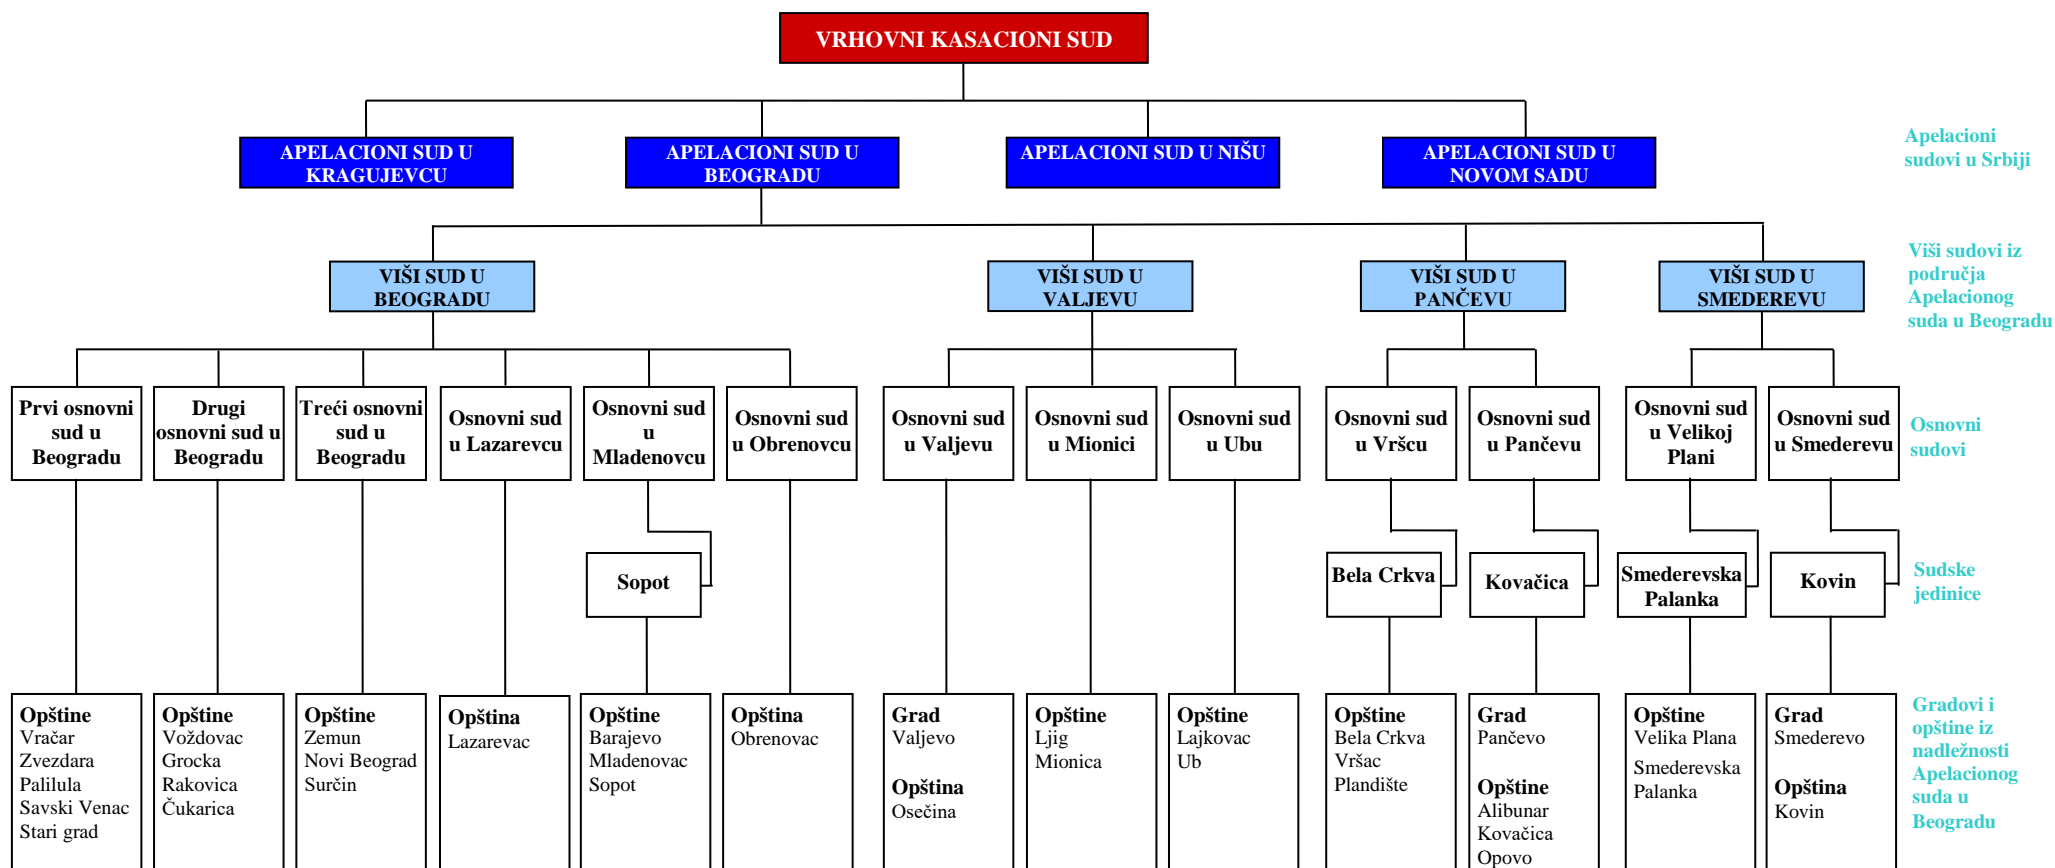 VRHOVNI KASACIONI SUD
APELACIONI SUD U
KRAGUJEVCU
APELACIONI SUD U
BEOGRADU
APELACIONI SUD U NIŠU
APELACIONI SUD U
NOVOM SADU
Apelacioni
sudovi u Srbiji
VIŠI SUD U
BEOGRADU
VIŠI SUD U
VALJEVU
VIŠI SUD U
PANČEVU
VIŠI SUD U
SMEDEREVU
Viši sudovi iz
područja
Apelacionog
suda u Beogradu
Prvi osnovni
sud u
Beogradu
Drugi
osnovni sud u
Beogradu
Treći osnovni
sud u
Beogradu
Osnovni sud
u Lazarevcu
Osnovni sud
u
Mladenovcu
Osnovni sud
u Obrenovcu
Osnovni sud
u Valjevu
Osnovni sud
u Mionici
Osnovni sud
u Ubu
Osnovni sud
u Vršcu
Osnovni sud
u Pančevu
Osnovni sud
u Velikoj
Plani
Osnovni sud
u Smederevu
Osnovni
sudovi
Sopot
Bela Crkva
Kovačica
Smederevska
Palanka
Kovin
Sudske
jedinice
Opštine
Vračar
Zvezdara
Palilula
Savski Venac
Stari grad
Opštine
Voždovac
Grocka
Rakovica
Čukarica
Opštine
Zemun
Novi Beograd
Surčin
Opština
Lazarevac
Opštine
Barajevo
Mladenovac
Sopot
Opština
Obrenovac
Grad
Valjevo
Opština
Osečina
Opštine
Ljig
Mionica
Opštine
Lajkovac
Ub
Opštine
Bela Crkva
Vršac
Plandište
Grad
Pančevo
Opštine
Alibunar
Kovačica
Opovo
Opštine
Velika Plana
Smederevska
Palanka
Grad
Smederevo
Opština
Kovin
Gradovi i
opštine iz
nadležnosti
Apelacionog
suda u
Beogradu